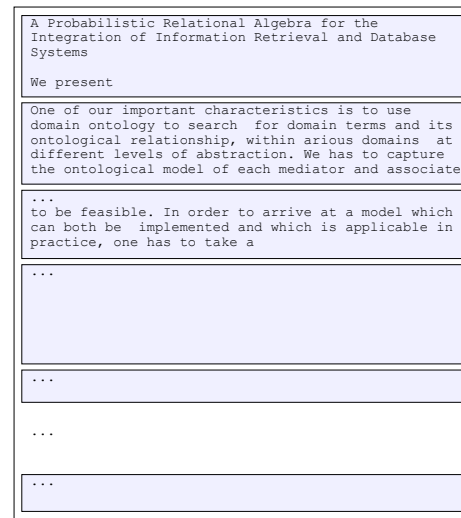 A Probabilistic Relational Algebra for the
Integration of Information Retrieval and Database
Systems
We present
One of our important characteristics is to use
domain ontology to search for domain terms and its
ontological relationship, within arious domains at
different levels of abstraction. We has to capture
the ontological model of each mediator and associate
...
to be feasible. In order to arrive at a model which
can both be implemented and which is applicable in
practice, one has to take a
...
...
...
...